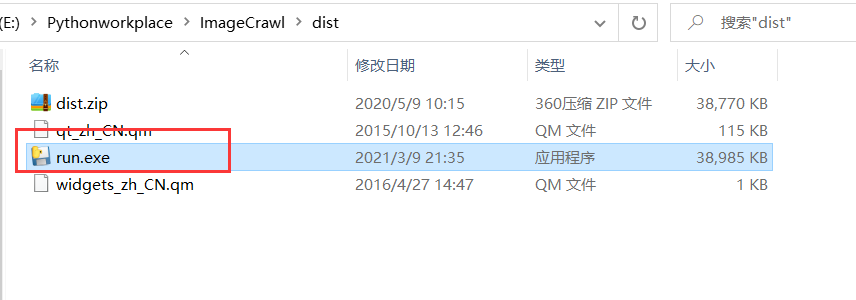 (E:) > Pythonworkplace > ImageCrawl > dist 搜索"dist"
名称 修改日期 类型 大小
dist.zip 2020/5/9 10:15 360压缩 ZIP 文件 38,770 KB
qt_zh_CN.qm 2015/10/13 12:46 QM 文件 115 KB
run.exe 2021/3/9 21:35 应用程序 38,985 KB
widgets_zh_CN.qm 2016/4/27 14:47 QM 文件 1 KB